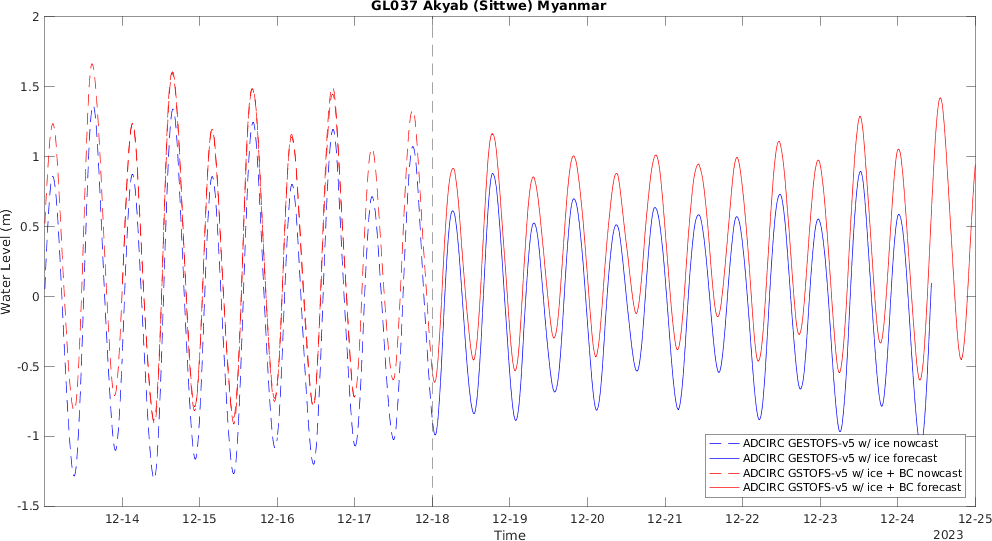 GL037 Akyab (Sittwe) Myanmar
2
1.5
1
0.5
0
-0.5
-1
-1.5
Water Level (m)
ADCIRC GESTOFS-v5 w/ ice nowcast
ADCIRC GESTOFS-v5 w/ ice forecast
ADCIRC GSTOFS-v5 w/ ice + BC nowcast
ADCIRC GSTOFS-v5 w/ ice + BC forecast
12-14 12-15 12-16 12-17 12-18 12-19 12-20 12-21 12-22 12-23 12-24 12-25
Time
2023